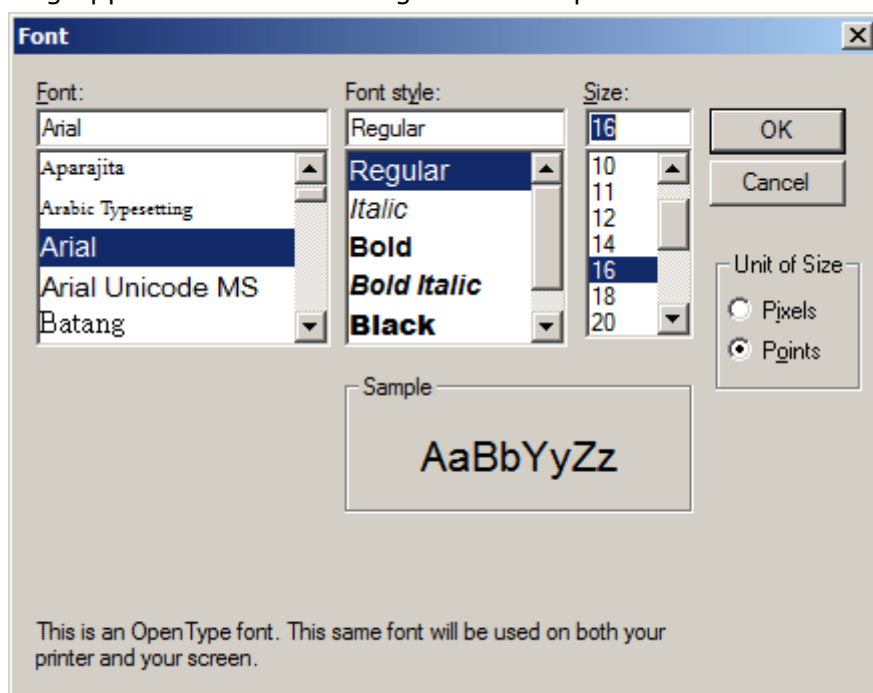 Font
Font:
Arial
Aparajita
Arabic Typesetting
Arial
Arial Unicode MS
Batang
Font style:
Regular
Regular
Italic
Bold
Bold Italic
Black
Size:
16
10
11
12
14
16
18
20
OK
Cancel
Unit of Size
Pixels
Points
Sample
AaBbYyZz
This is an OpenType font. This same font will be used on both your
printer and your screen.